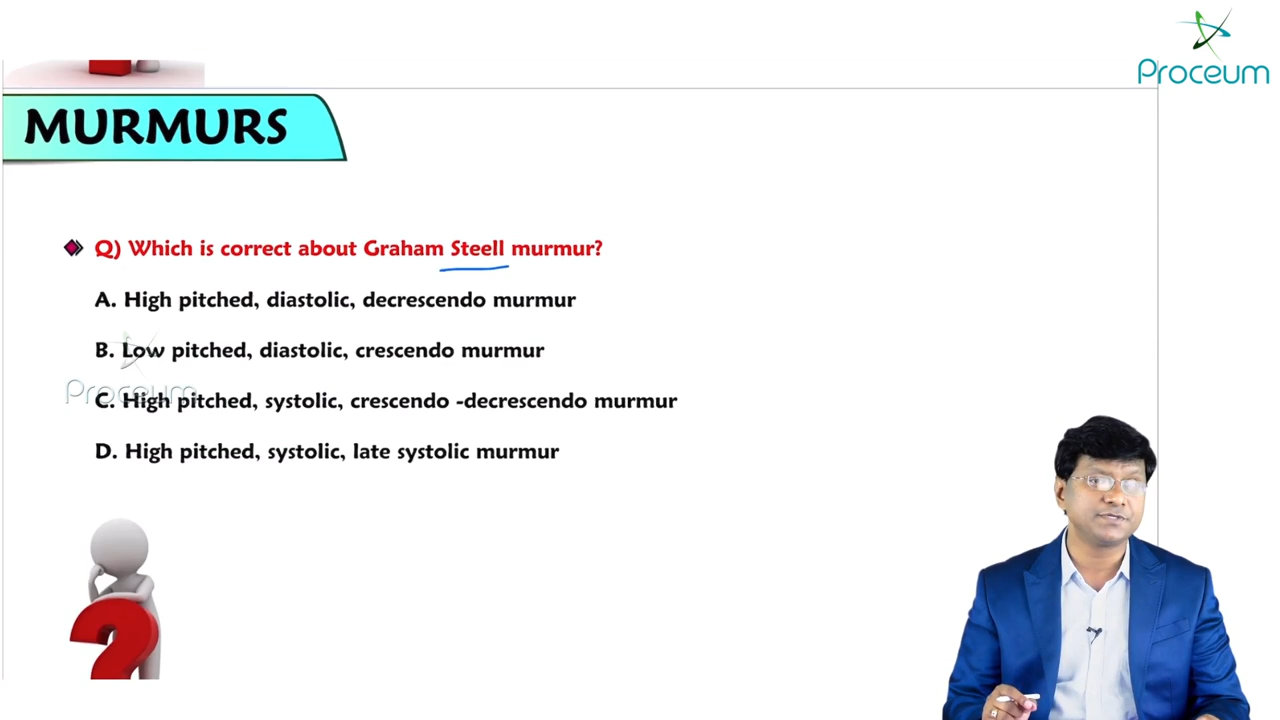 Proceum
MURMURS
Q) Which is correct about Graham Steell murmur?
A. High pitched, diastolic, decrescendo murmur
B. Low pitched, diastolic, crescendo murmur
Proceum
C. High pitched, systolic, crescendo -decrescendo murmur
D. High pitched, systolic, late systolic murmur